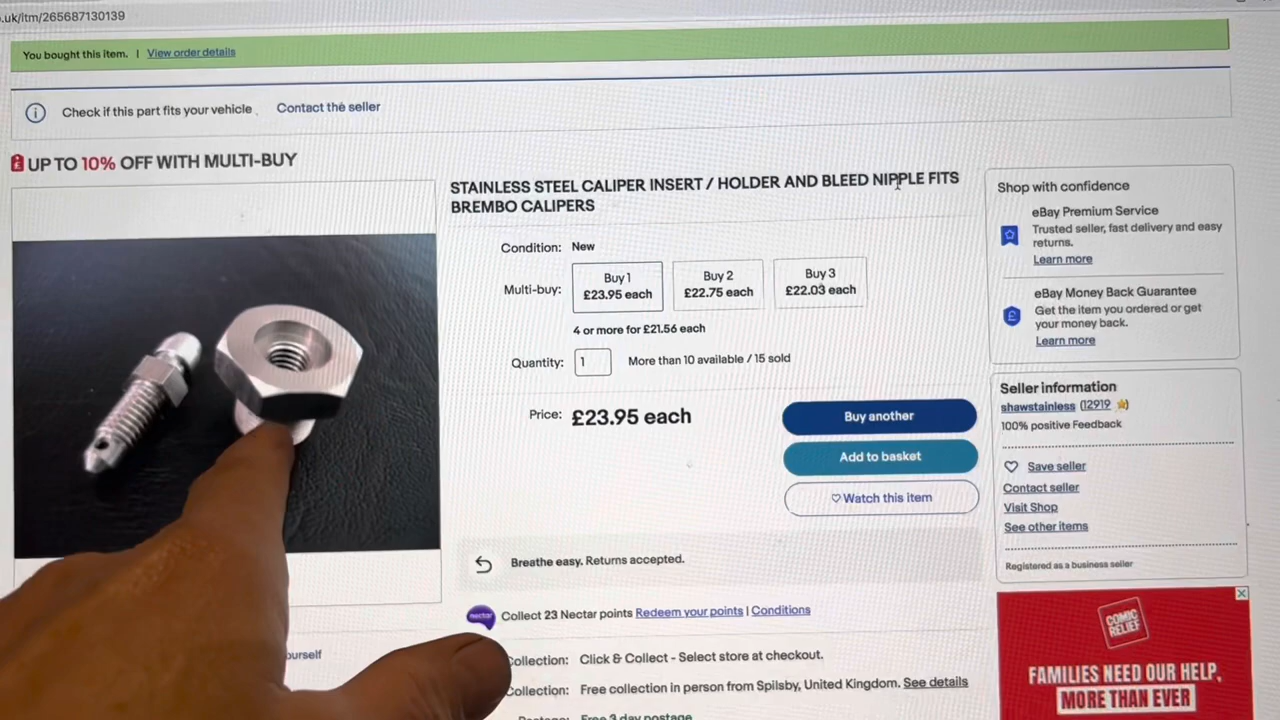 .uk/itm/265687130139
You bought this item. | View order details
Check if this part fits your vehicle Contact the seller
UP TO 10% OFF WITH MULTI-BUY
STAINLESS STEEL CALIPER INSERT / HOLDER AND BLEED NIPPLE FITS
BREMBO CALIPERS
Condition: New
Multi-buy:
Buy 1
£23.95 each
Buy 2
£22.75 each
Buy 3
£22.03 each
4 or more for £21.56 each
Quantity: 1 More than 10 available / 15 sold
Price: £23.95 each
Buy another
Add to basket
Watch this item
Breathe easy. Returns accepted.
nectar
Collect 23 Nectar points Redeem your points | Conditions
Collection: Click & Collect - Select store at checkout.
Collection: Free collection in person from Spilsby, United Kingdom. See details
Postage: Free 3 day postage
ourself
Shop with confidence
eBay Premium Service
Trusted seller, fast delivery and easy
returns.
Learn more
eBay Money Back Guarantee
Get the item you ordered or get
your money back.
Learn more
Seller information
shawstainless (12919)
100% positive Feedback
Save seller
Contact seller
Visit Shop
See other items
Registered as a business seller
COMIC
RELIEF
FAMILIES NEED OUR HELP,
MORE THAN EVER